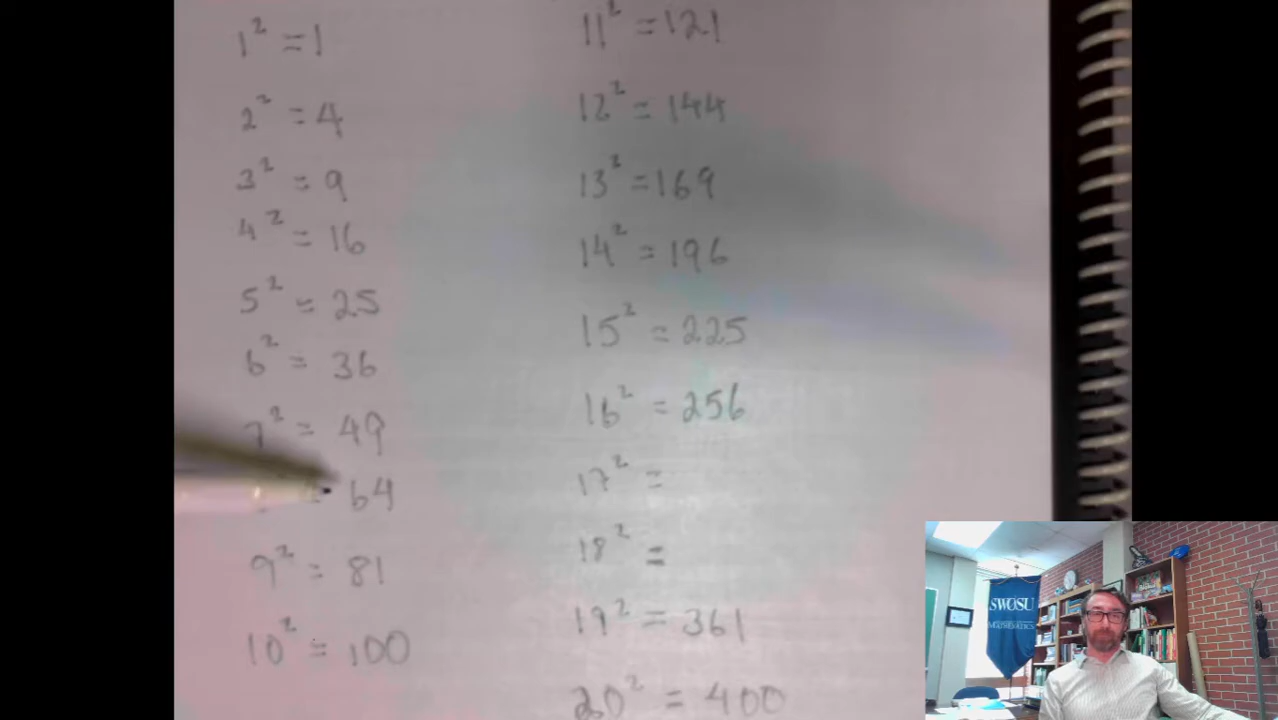 1² = 1
2² = 4
3² = 9
4² = 16
5² = 25
6² = 36
7² = 49
= 64
9² = 81
10² = 100
11² = 121
12² = 144
13² = 169
14² = 196
15² = 225
16² = 256
17² =
18² =
19² = 361
20² = 400
SWOSU
MATHEMATICS